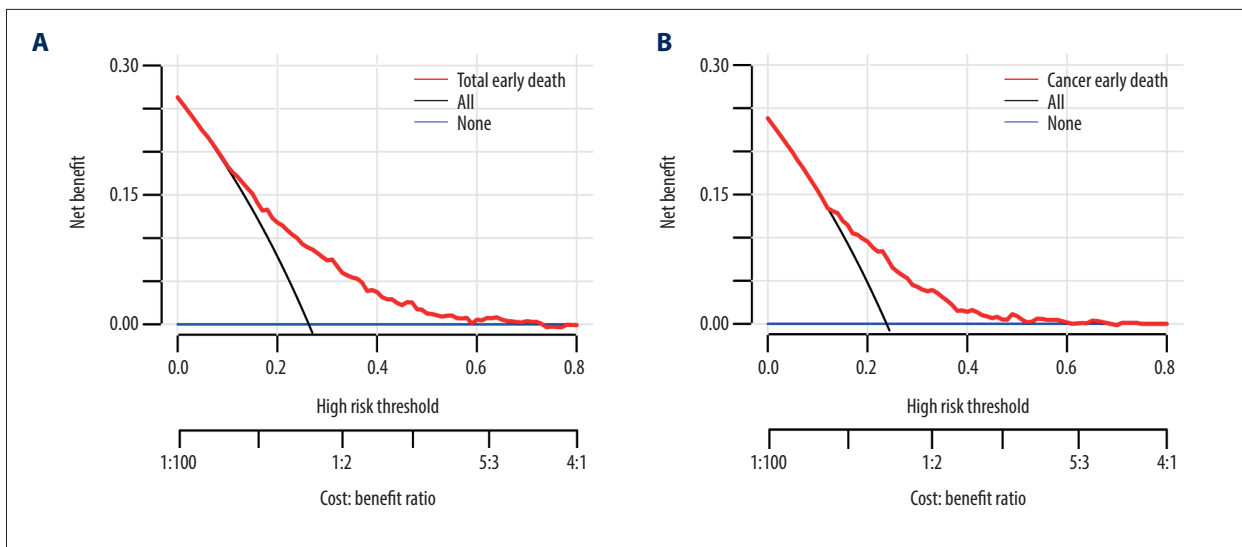 A
0.30
0.15
0.00
Net benefit
Total early death
All
None
0.0 0.2 0.4 0.6 0.8
High risk threshold
1:100 1:2 5:3 4:1
Cost: benefit ratio
B
0.30
0.15
0.00
Net benefit
Cancer early death
All
None
0.0 0.2 0.4 0.6 0.8
High risk threshold
1:100 1:2 5:3 4:1
Cost: benefit ratio